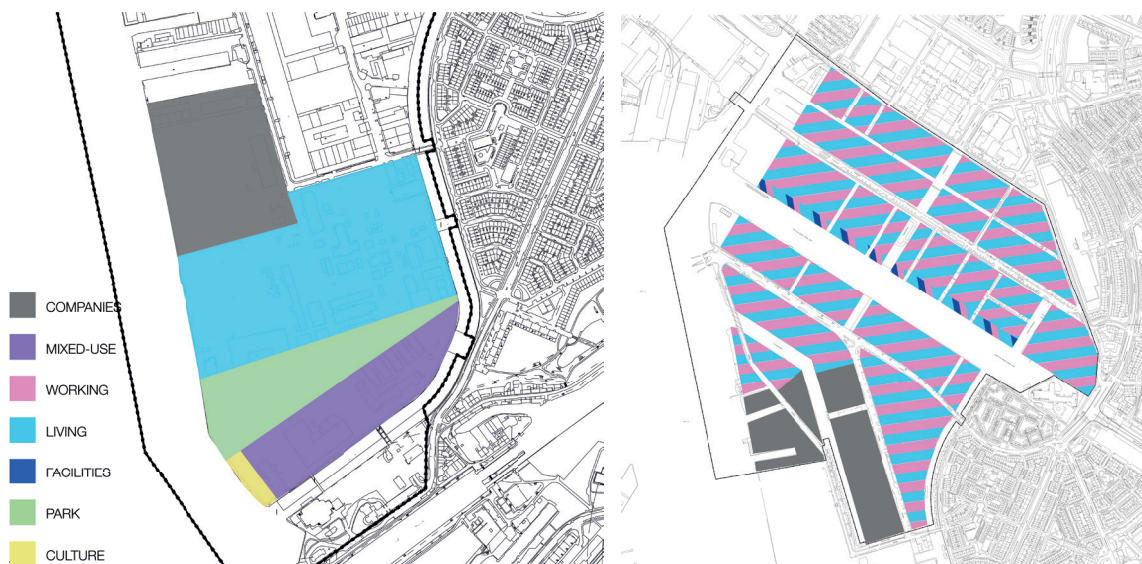 COMPANIES
MIXED-USE
WORKING
LIVING
FACILITIES
PARK
CULTURE